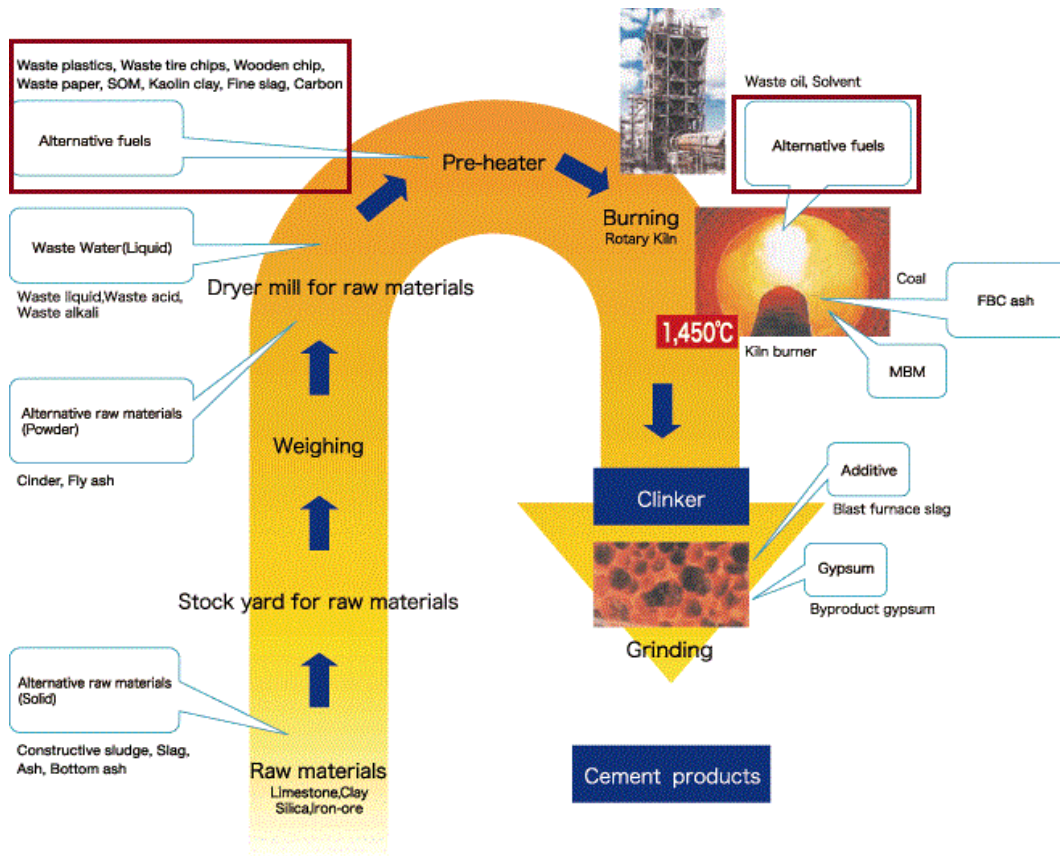 Waste plastics, Waste tire chips, Wooden chip,
Waste paper, SOM, Kaolin clay, Fine slag, Carbon
Alternative fuels
Waste oil, Solvent
Alternative fuels
Pre-heater
Burning
Rotary Kiln
Waste Water(Liquid)
Waste liquid,Waste acid,
Waste alkali
Dryer mill for raw materials
Coal
FBC ash
1,450℃
Kiln burner
MBM
Alternative raw materials
(Powder)
Cinder, Fly ash
Weighing
Clinker
Additive
Blast furnace slag
Gypsum
Byproduct gypsum
Stock yard for raw materials
Grinding
Alternative raw materials
(Solid)
Constructive sludge, Slag,
Ash, Bottom ash
Raw materials
Limestone,Clay
Silica,Iron-ore
Cement products